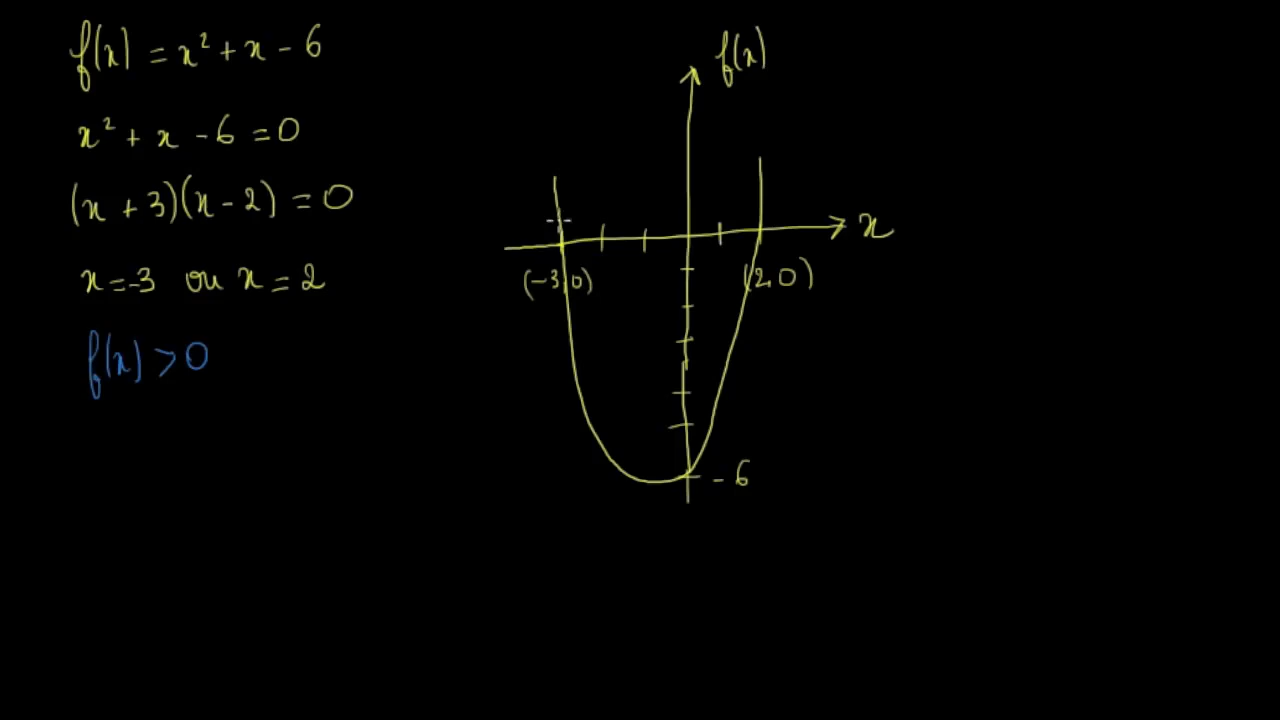 f(x) = x² + x - 6
x² + x - 6 = 0
(x + 3)(x - 2) = 0
x = -3 ou x = 2
f(x) > 0
f(x)
x
(-3,0)
(2,0)
- 6